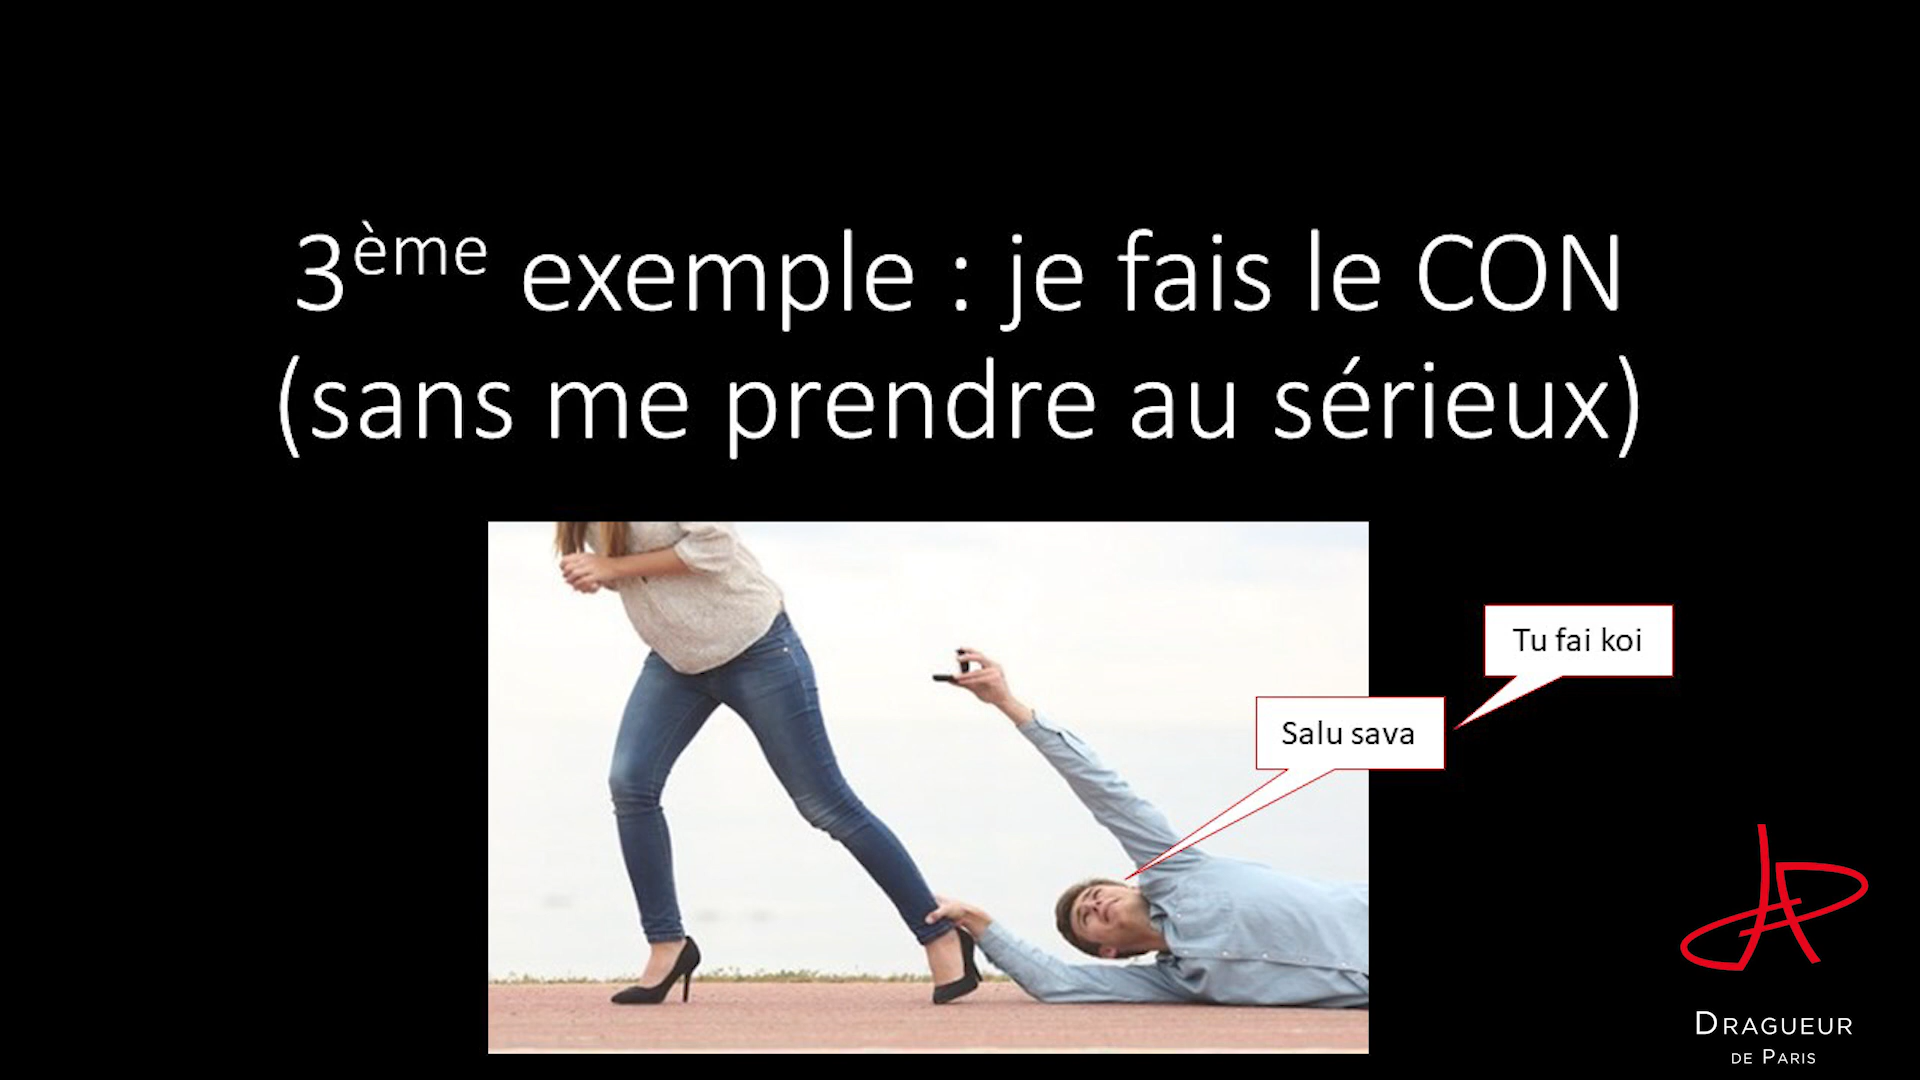 3ème exemple : je fais le CON
(sans me prendre au sérieux)
Tu fai koi
Salu sava
DRAGUEUR
DE PARIS